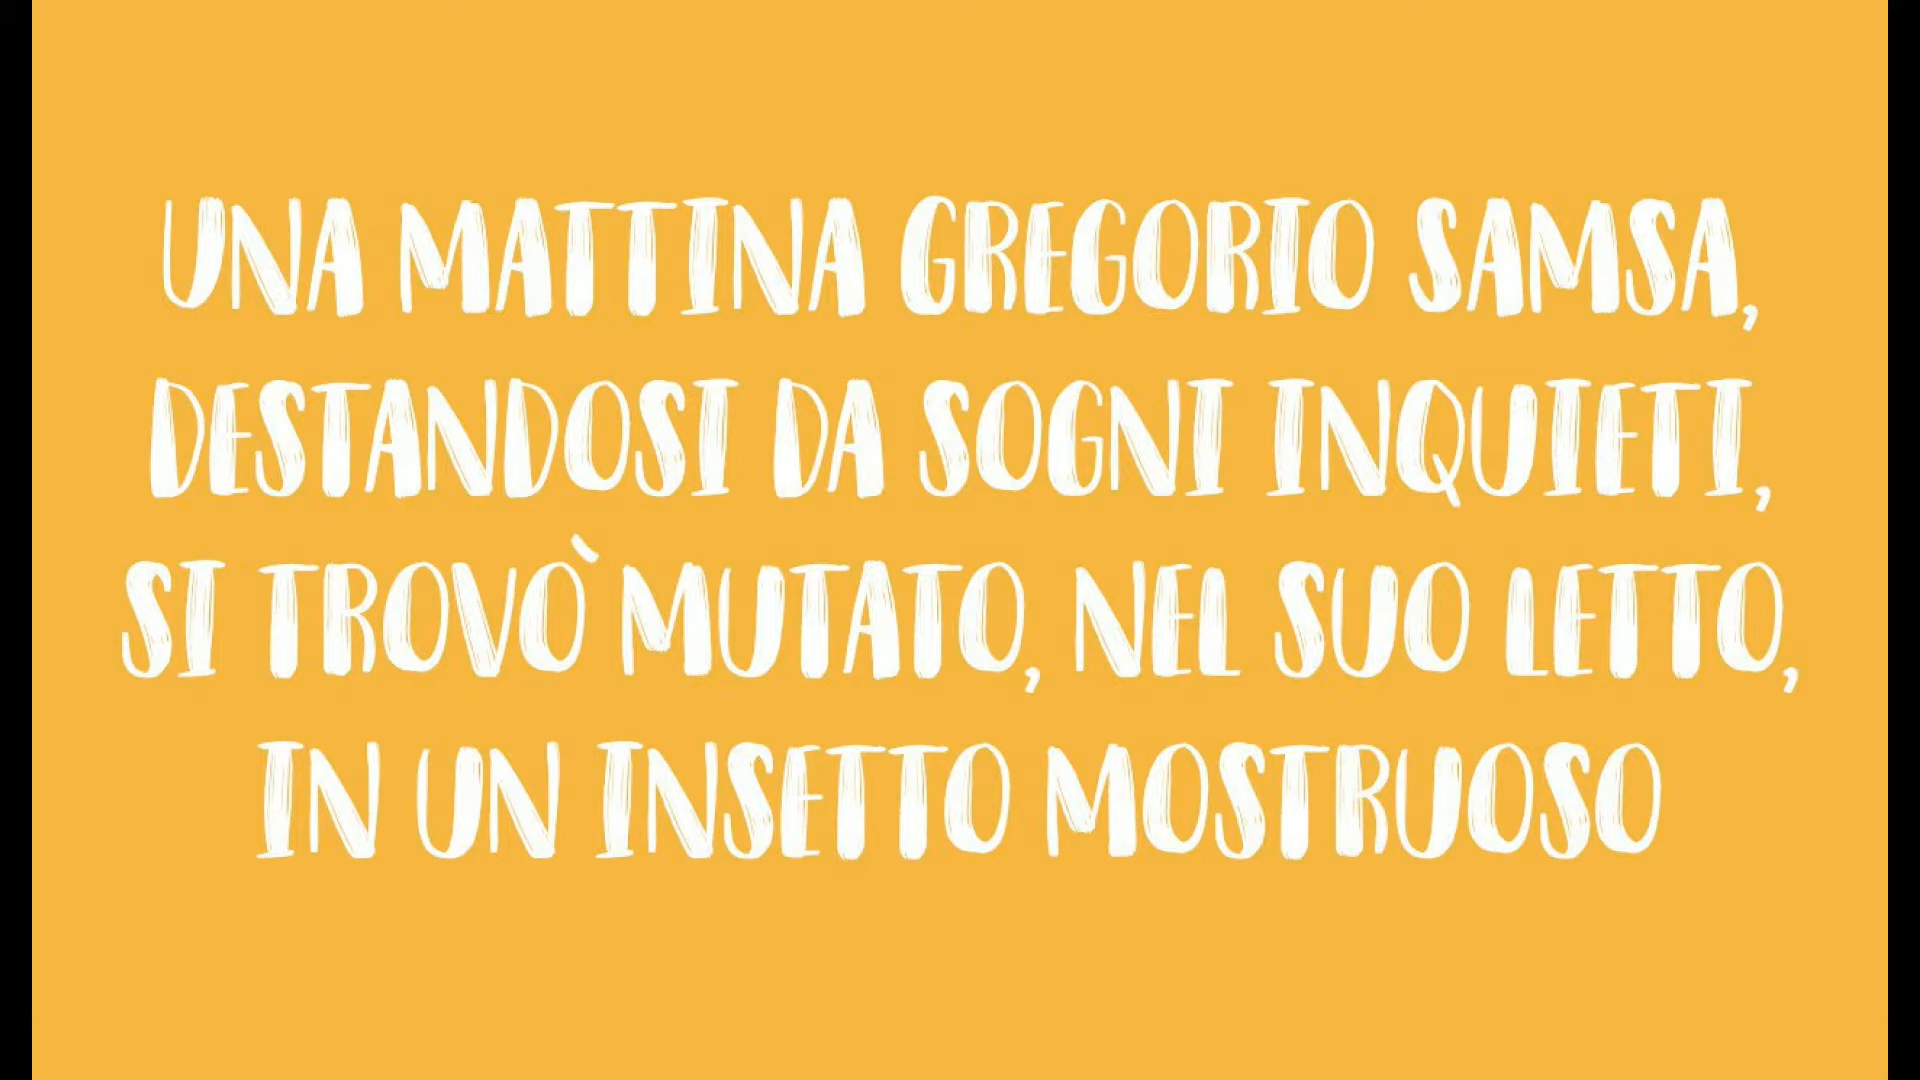 UNA MATTINA GREGORIO SAMSA,
DESTANDOSI DA SOGNI INQUIETI,
SI TROVÒ MUTATO, NEL SUO LETTO,
IN UN INSETTO MOSTRUOSO